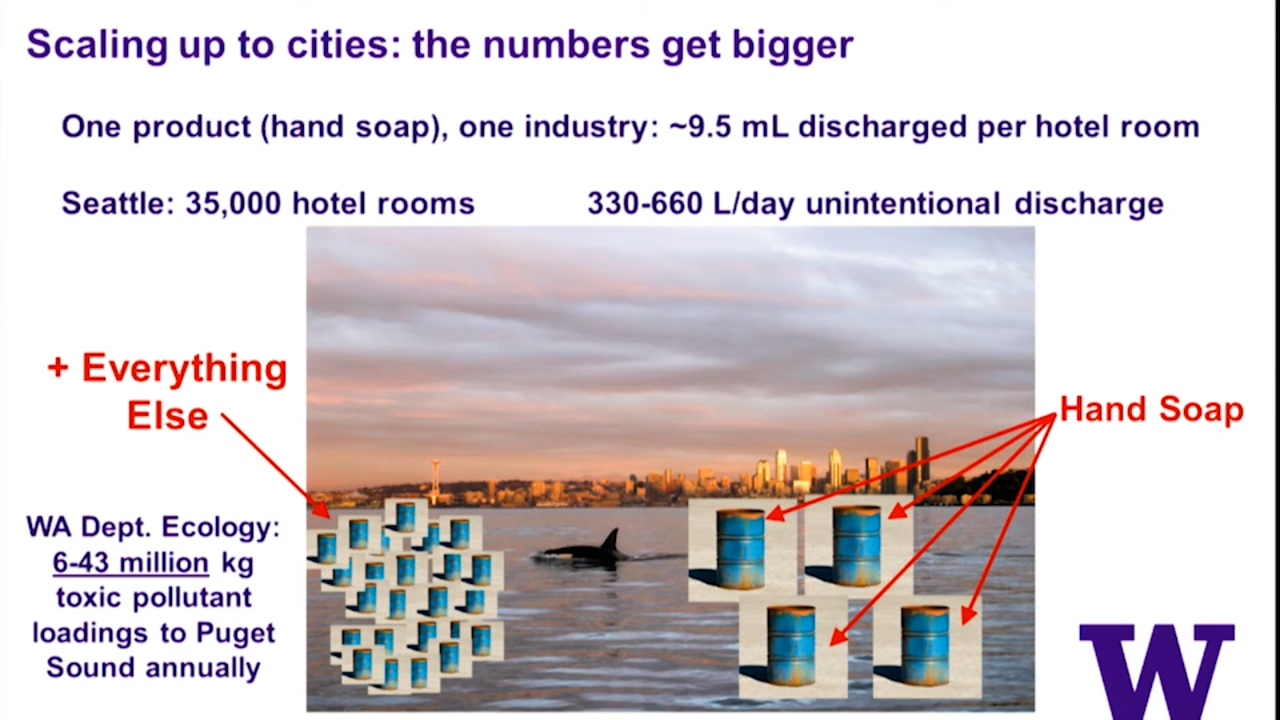 Scaling up to cities: the numbers get bigger
One product (hand soap), one industry: ~9.5 mL discharged per hotel room
Seattle: 35,000 hotel rooms
330-660 L/day unintentional discharge
+ Everything
Else
Hand Soap
WA Dept. Ecology:
6-43 million kg
toxic pollutant
loadings to Puget
Sound annually
W